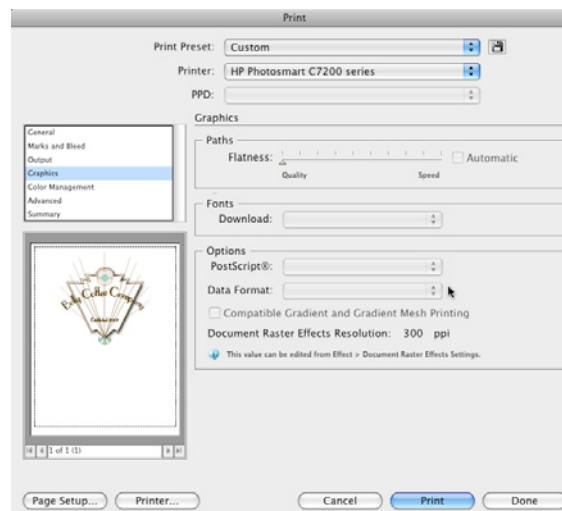 Print
Print Preset: Custom
Printer: HP Photosmart C7200 series
PPD:
General
Marks and Bleed
Output
Graphics
Color Management
Advanced
Summary
Graphics
Paths
Flatness: Automatic
Quality Speed
Fonts
Download:
Options
PostScript®:
Data Format:
Compatible Gradient and Gradient Mesh Printing
Document Raster Effects Resolution: 300 ppi
This value can be edited from Effect > Document Raster Effects Settings.
Coffee Company
1 of 1 (1)
Page Setup... Printer... Cancel Print Done